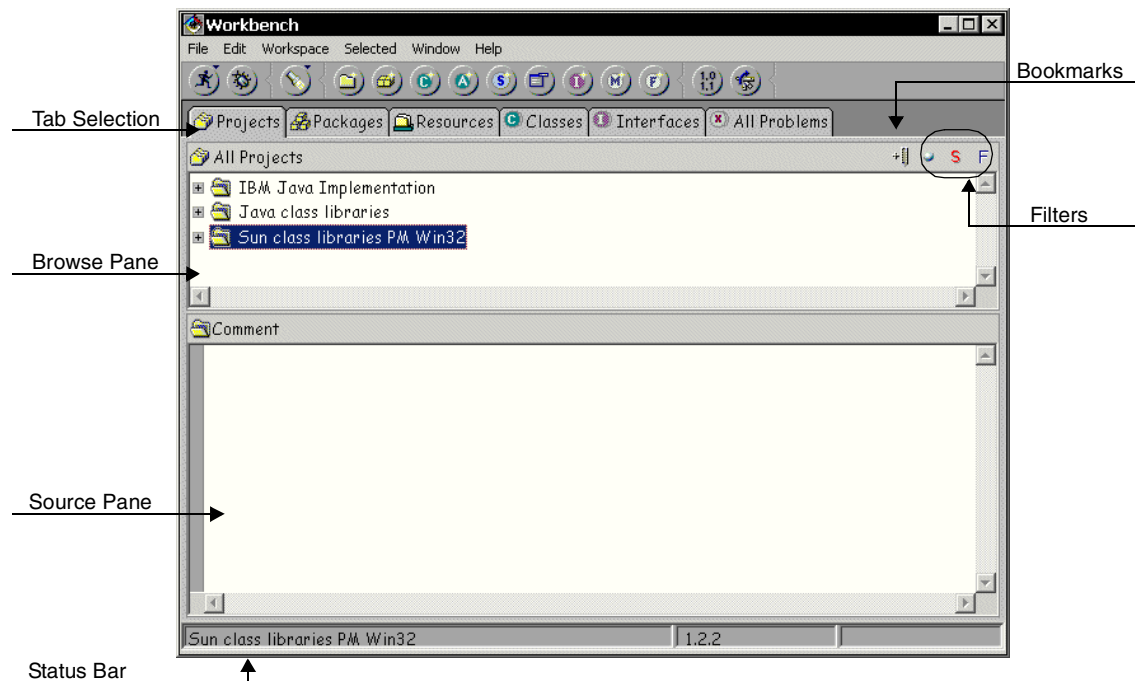 Workbench
File Edit Workspace Selected Window Help
Bookmarks
Tab Selection
Projects Packages Resources Classes Interfaces All Problems
All Projects
S F
IBM Java Implementation
Java class libraries
Sun class libraries PM Win32
Filters
Browse Pane
Comment
Source Pane
Sun class libraries PM Win32 1.2.2
Status Bar